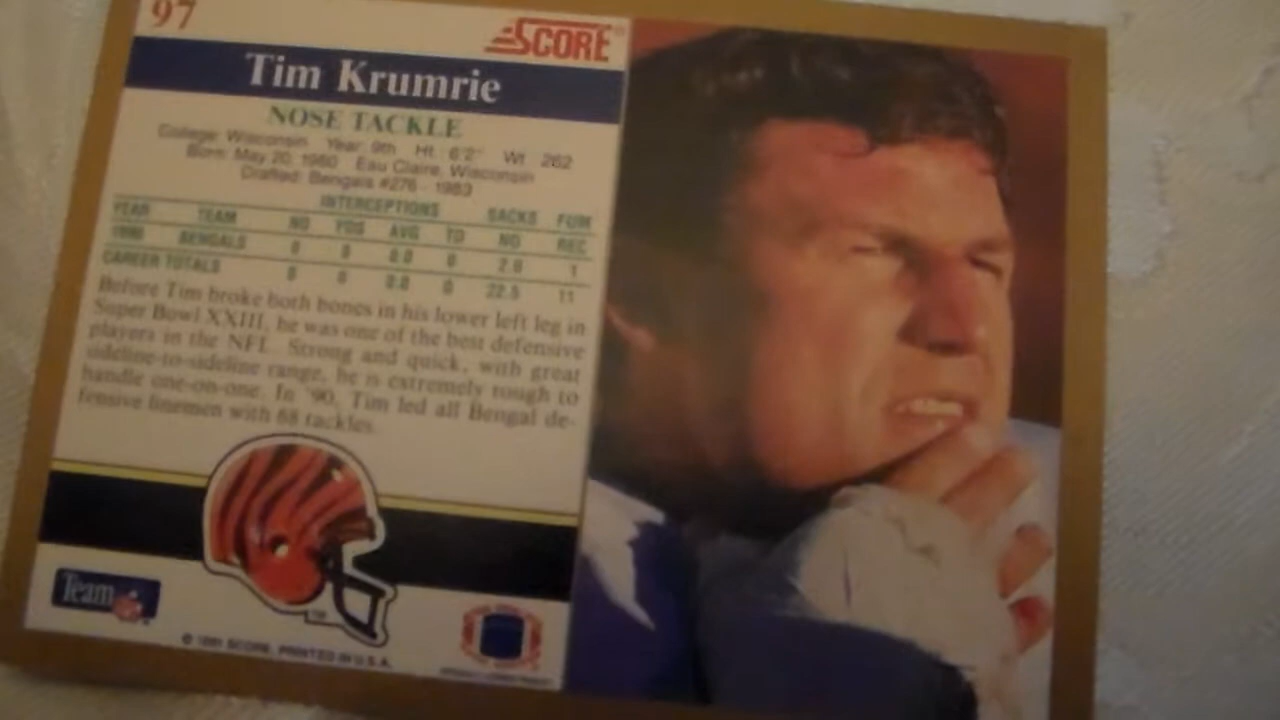 97
SCORE
Tim Krumrie
NOSE TACKLE
College: Wisconsin Year: 9th Ht: 6'2" Wt: 262
Born: May 20, 1960 Eau Claire, Wisconsin
Drafted: Bengals #276 - 1983
INTERCEPTIONS SACKS FUM
YEAR TEAM NO YDS AVG TD NO REC
1990 BENGALS 0 0 0.0 0 2.0 1
CAREER TOTALS 0 0 0.0 0 22.5 11
Before Tim broke both bones in his lower left leg in
Super Bowl XXIII, he was one of the best defensive
players in the NFL. Strong and quick, with great
sideline-to-sideline range, he is extremely tough to
handle one-on-one. In '90, Tim led all Bengal de-
fensive linemen with 68 tackles.
Team NFL
TM
© 1991 SCORE, PRINTED IN U.S.A.